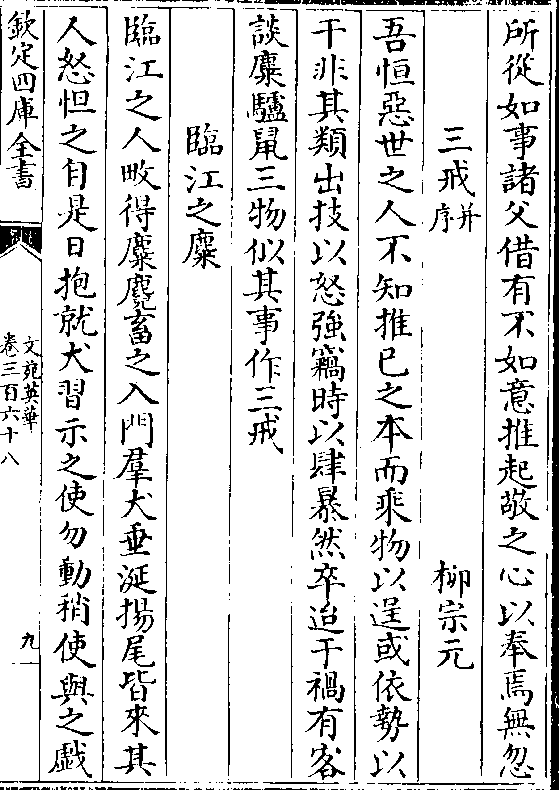 所從如事諸父借有不如意推起敬之心以奉焉無忽
三戒并序　柳宗元
吾恒惡世之人不知推已之本而乘物以逞或依勢以
干非其類出技以怒強竊時以肆暴然卒迨于禍有客
談麋驢鼠三物似其事作三戒
臨江之麋
臨江之人畋得麋麑畜之入門羣犬垂涎揚尾皆來其
人怒怛之自是日抱就犬習示之使勿動稍使與之戲
欽定四庫全書
文苑英華
卷三百六十八
九